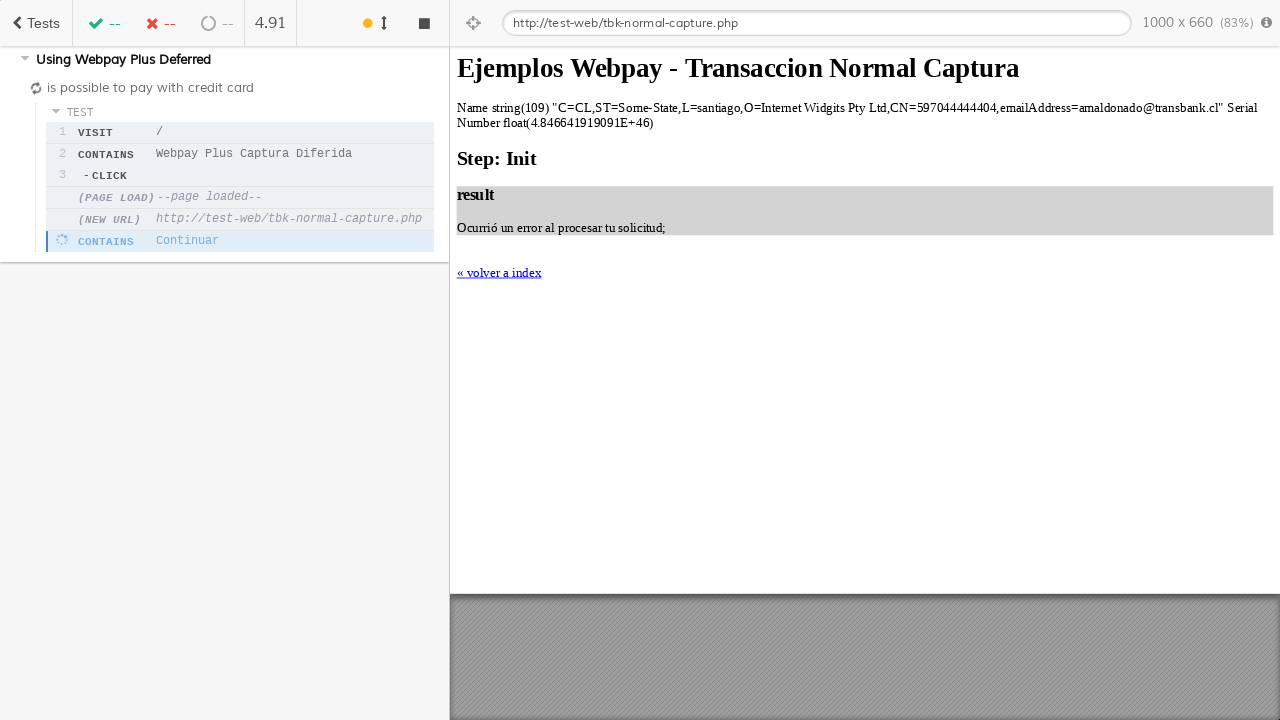 Tests
--
--
--
4.91
http://test-web/tbk-normal-capture.php
1000 x 660 (83%)
Using Webpay Plus Deferred
is possible to pay with credit card
TEST
1 VISIT /
2 CONTAINS Webpay Plus Captura Diferida
3 - CLICK
(PAGE LOAD) --page loaded--
(NEW URL) http://test-web/tbk-normal-capture.php
CONTAINS Continuar
Ejemplos Webpay - Transaccion Normal Captura
Name string(109) "C=CL,ST=Some-State,L=santiago,O=Internet Widgits Pty Ltd,CN=597044444404,emailAddress=amaldonado@transbank.cl" Serial
Number float(4.846641919091E+46)
Step: Init
result
Ocurrió un error al procesar tu solicitud;
« volver a index